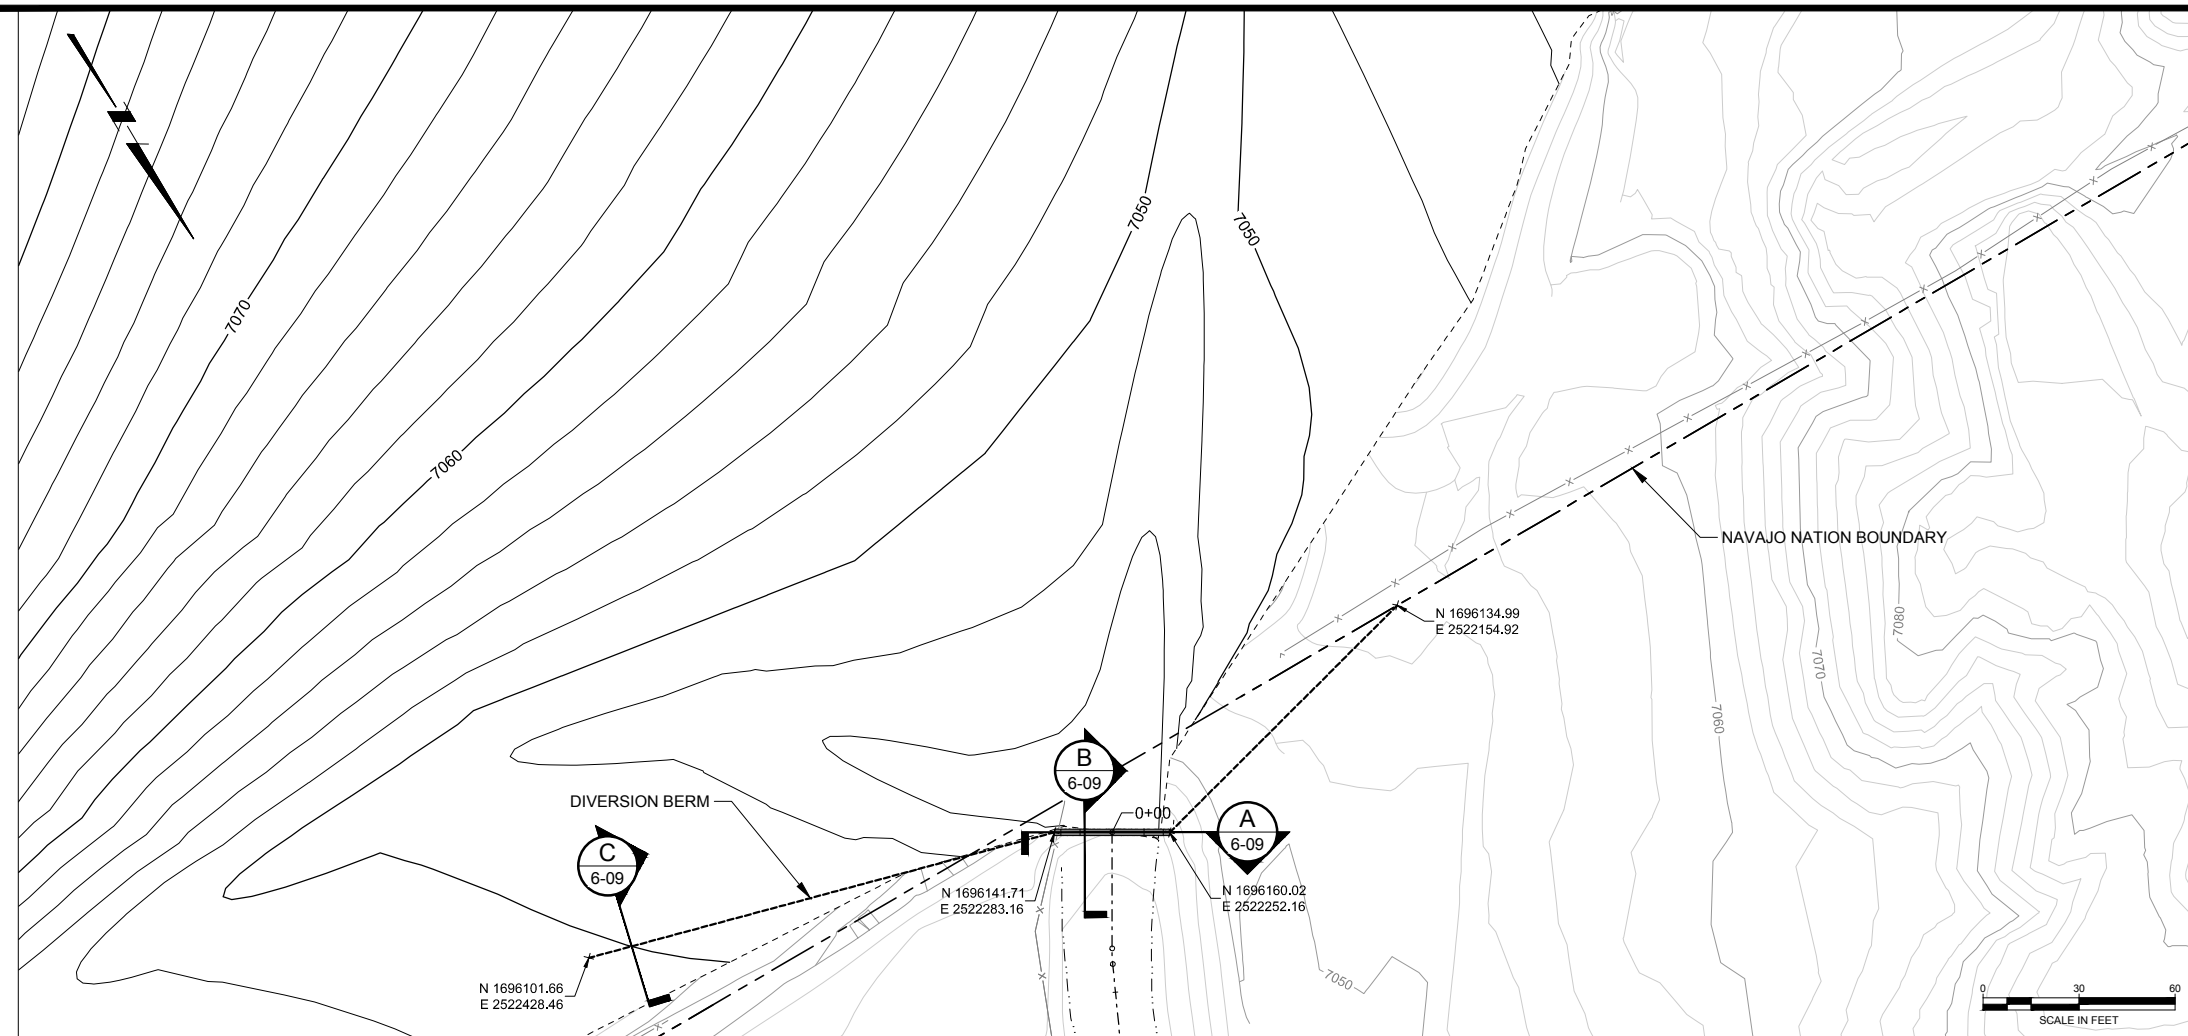 7050
7050
7070
7060
NAVAJO NATION BOUNDARY
N 1696134.99
E 2522154.92
7080
7070
7060
B
6-09
DIVERSION BERM
0+00
A
6-09
C
6-09
N 1696141.71
E 2522283.16
N 1696160.02
E 2522252.16
7050
N 1696101.66
E 2522428.46
0 30 60
SCALE IN FEET